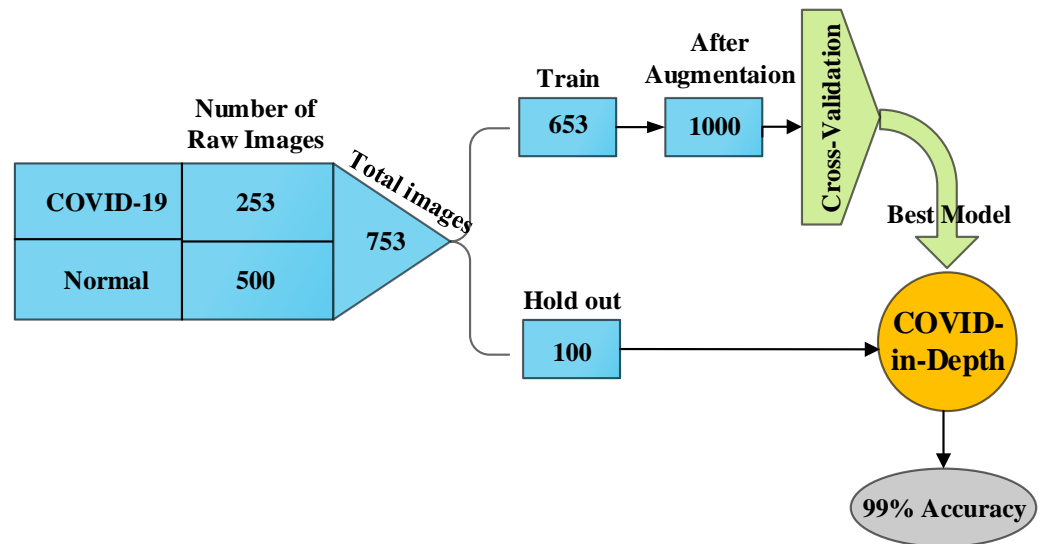 Number of
Raw Images
COVID-19
253
Normal
500
Total images
753
Train
653
After
Augmentaion
1000
Cross-Validation
Best Model
Hold out
100
COVID-
in-Depth
99% Accuracy